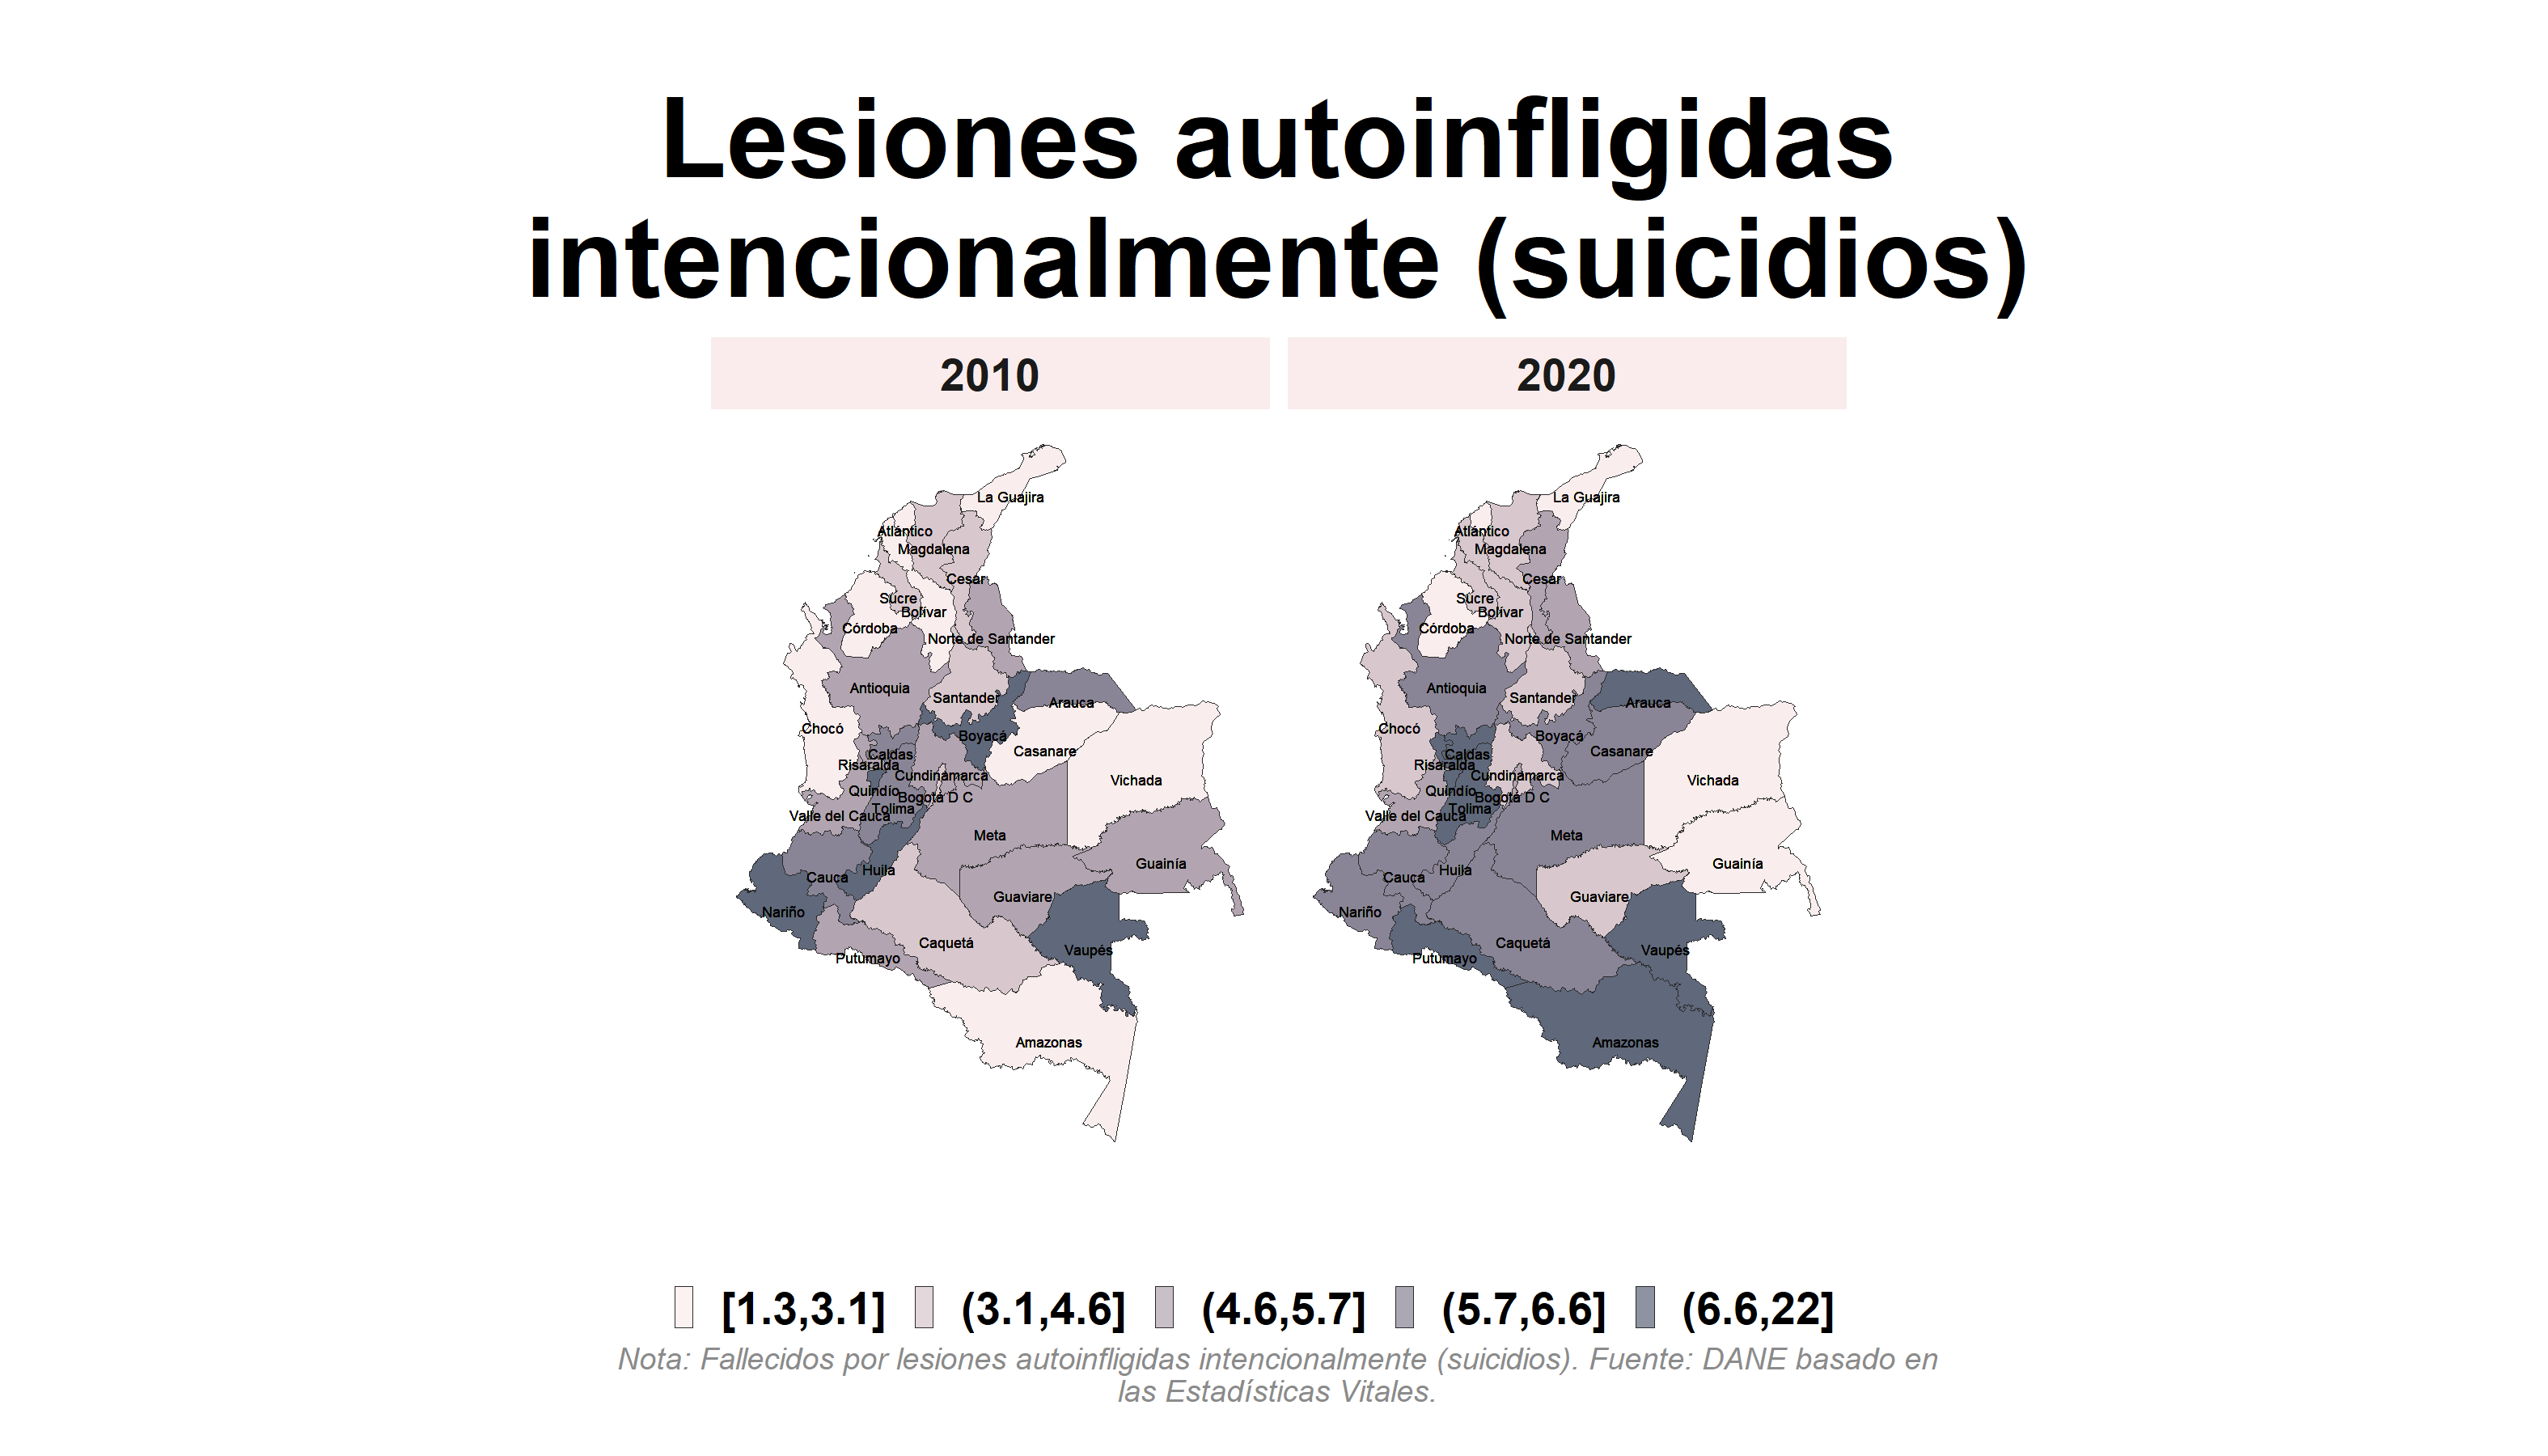 Lesiones autoinfligidas
intencionalmente (suicidios)
2010
2020
La Guajira
Atlántico
Magdalena
Cesar
Sucre
Bolívar
Córdoba
Norte de Santander
Antioquia
Santander
Arauca
Chocó
Boyacá
Casanare
Caldas
Risaralda
Cundinamarca
Vichada
Quindío
Bogotá D C
Tolima
Valle del Cauca
Meta
Guainía
Huila
Cauca
Guaviare
Nariño
Caquetá
Vaupés
Putumayo
Amazonas
La Guajira
Atlántico
Magdalena
Cesar
Sucre
Bolívar
Córdoba
Norte de Santander
Antioquia
Santander
Arauca
Chocó
Boyacá
Casanare
Caldas
Risaralda
Cundinamarca
Vichada
Quindío
Bogotá D C
Tolima
Valle del Cauca
Meta
Guainía
Huila
Cauca
Guaviare
Nariño
Caquetá
Vaupés
Putumayo
Amazonas
[1.3,3.1] (3.1,4.6] (4.6,5.7] (5.7,6.6] (6.6,22]
Nota: Fallecidos por lesiones autoinfligidas intencionalmente (suicidios). Fuente: DANE basado en
las Estadísticas Vitales.